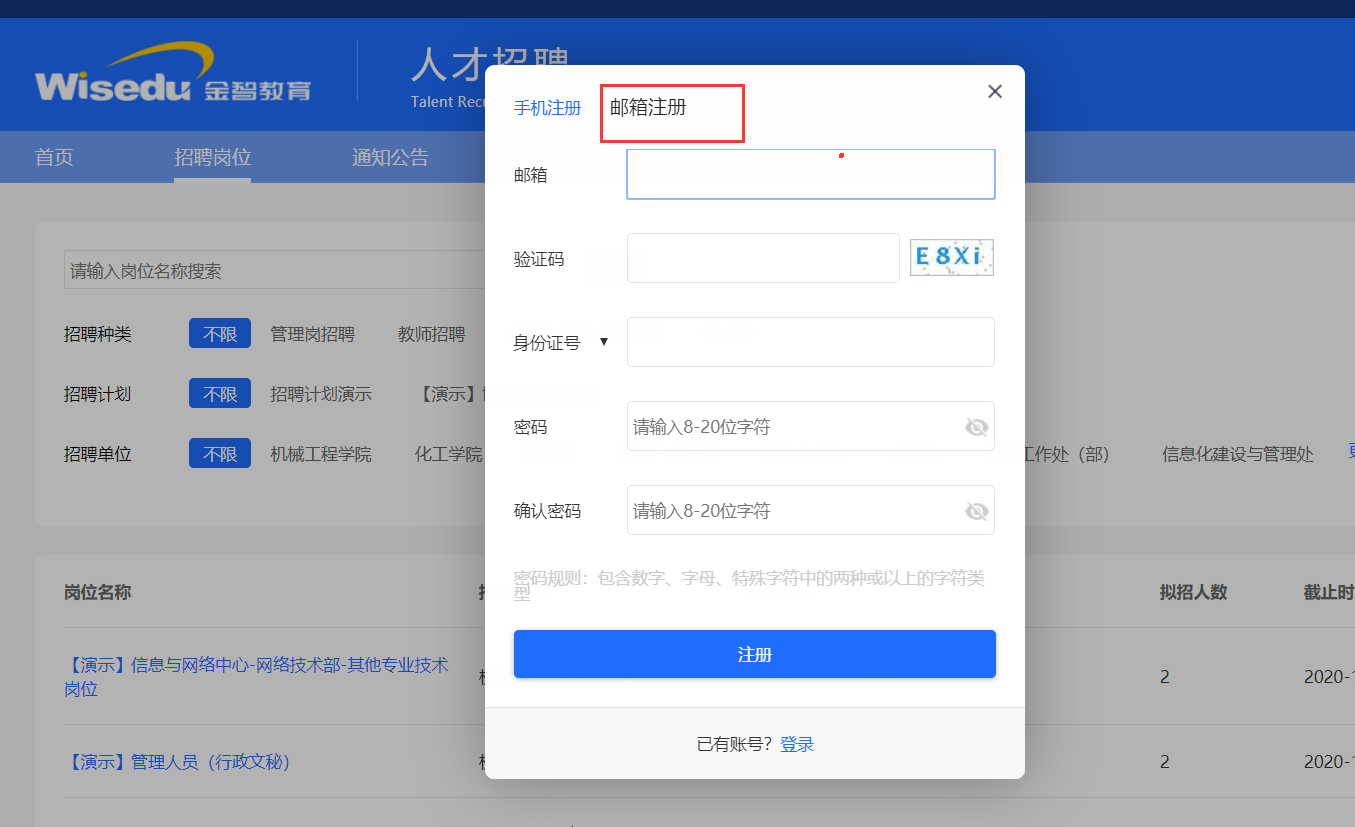 Wisedu 金智教育
人才招聘
Talent Recr
首页 招聘岗位 通知公告
手机注册 邮箱注册
邮箱
验证码 E8Xi
身份证号
密码 请输入8-20位字符
确认密码 请输入8-20位字符
密码规则：包含数字、字母、特殊字符中的两种或以上的字符类
型
注册
已有账号？登录
请输入岗位名称搜索
招聘种类 不限 管理岗招聘 教师招聘
招聘计划 不限 招聘计划演示 【演示】
招聘单位 不限 机械工程学院 化工学院 工作处（部） 信息化建设与管理处
岗位名称 拟招人数 截止时
【演示】信息与网络中心-网络技术部-其他专业技术
岗位
2 2020-
【演示】管理人员（行政文秘） 2 2020-